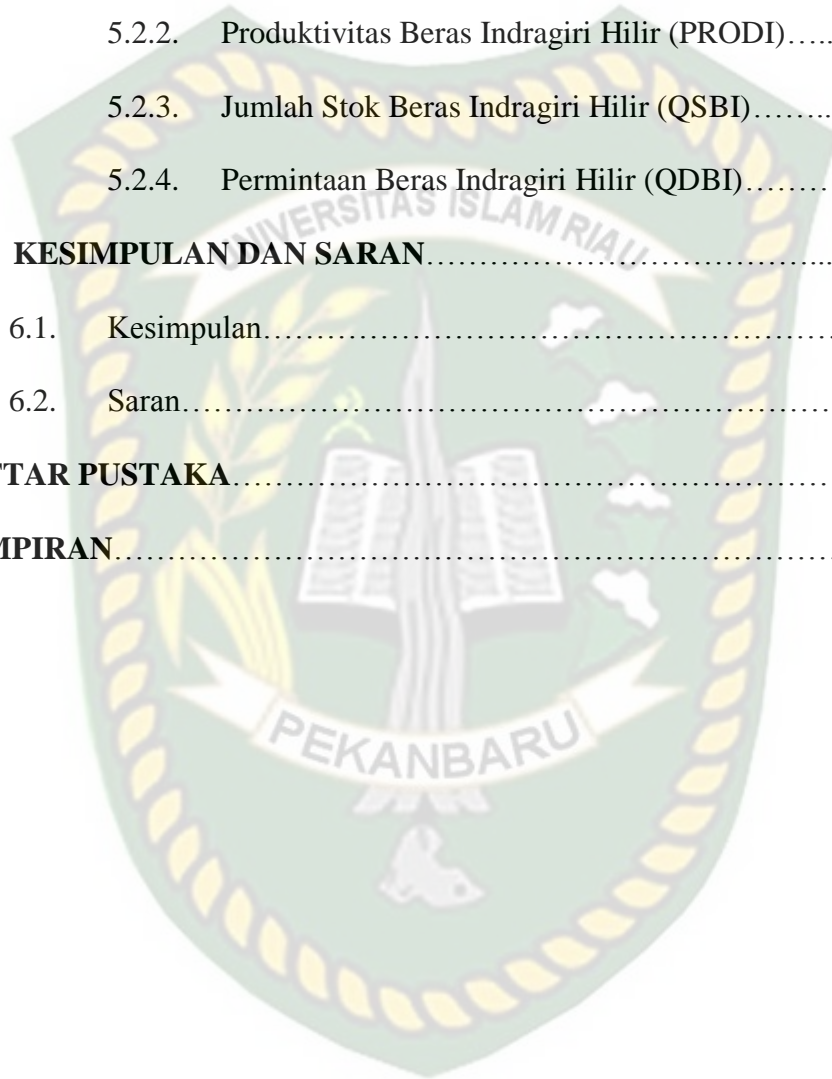 5.2.2. Produktivitas Beras Indragiri Hilir (PRODI)…..
5.2.3. Jumlah Stok Beras Indragiri Hilir (QSBI)……..
5.2.4. Permintaan Beras Indragiri Hilir (QDBI)………
UNIVERSITAS ISLAM RIAU
KESIMPULAN DAN SARAN…………………………………...
6.1. Kesimpulan…………………………………………………
6.2. Saran…………………………………………………………
TAR PUSTAKA……………………………………………………
MPIRAN………………………………………………………………
PEKANBARU